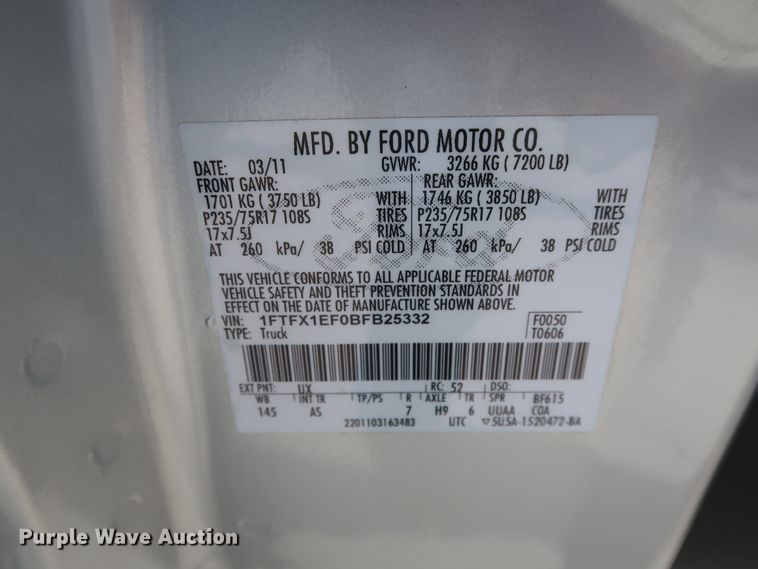 MFD. BY FORD MOTOR CO.
DATE: 03/11 GVWR: 3266 KG ( 7200 LB)
FRONT GAWR: REAR GAWR:
1701 KG ( 3750 LB) WITH 1746 KG ( 3850 LB) WITH
P235/75R17 108S TIRES P235/75R17 108S TIRES
17x7.5J RIMS 17x7.5J RIMS
AT 260 kPa/ 38 PSI COLD AT 260 kPa/ 38 PSI COLD
Ford
THIS VEHICLE CONFORMS TO ALL APPLICABLE FEDERAL MOTOR
VEHICLE SAFETY AND THEFT PREVENTION STANDARDS IN
EFFECT ON THE DATE OF MANUFACTURE SHOWN ABOVE.
VIN: 1FTFX1EF0BFB25332 F0050
TYPE: Truck T0606
EXT PNT: UX RC: 52 DSO:
WB INT TR TP/PS R AXLE TR SPR BF615
145 AS 7 H9 6 UUAA COA
2201103163483 UTC ▽5U5A-1520472-BA
Purple Wave Auction